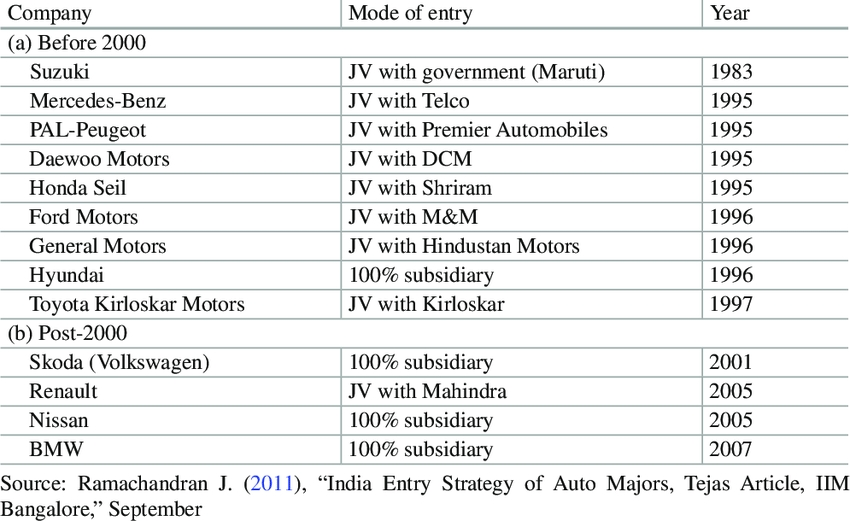 Company Mode of entry Year
(a) Before 2000
Suzuki JV with government (Maruti) 1983
Mercedes-Benz JV with Telco 1995
PAL-Peugeot JV with Premier Automobiles 1995
Daewoo Motors JV with DCM 1995
Honda Seil JV with Shriram 1995
Ford Motors JV with M&M 1996
General Motors JV with Hindustan Motors 1996
Hyundai 100% subsidiary 1996
Toyota Kirloskar Motors JV with Kirloskar 1997
(b) Post-2000
Skoda (Volkswagen) 100% subsidiary 2001
Renault JV with Mahindra 2005
Nissan 100% subsidiary 2005
BMW 100% subsidiary 2007
Source: Ramachandran J. (2011), “India Entry Strategy of Auto Majors, Tejas Article, IIM
Bangalore,” September